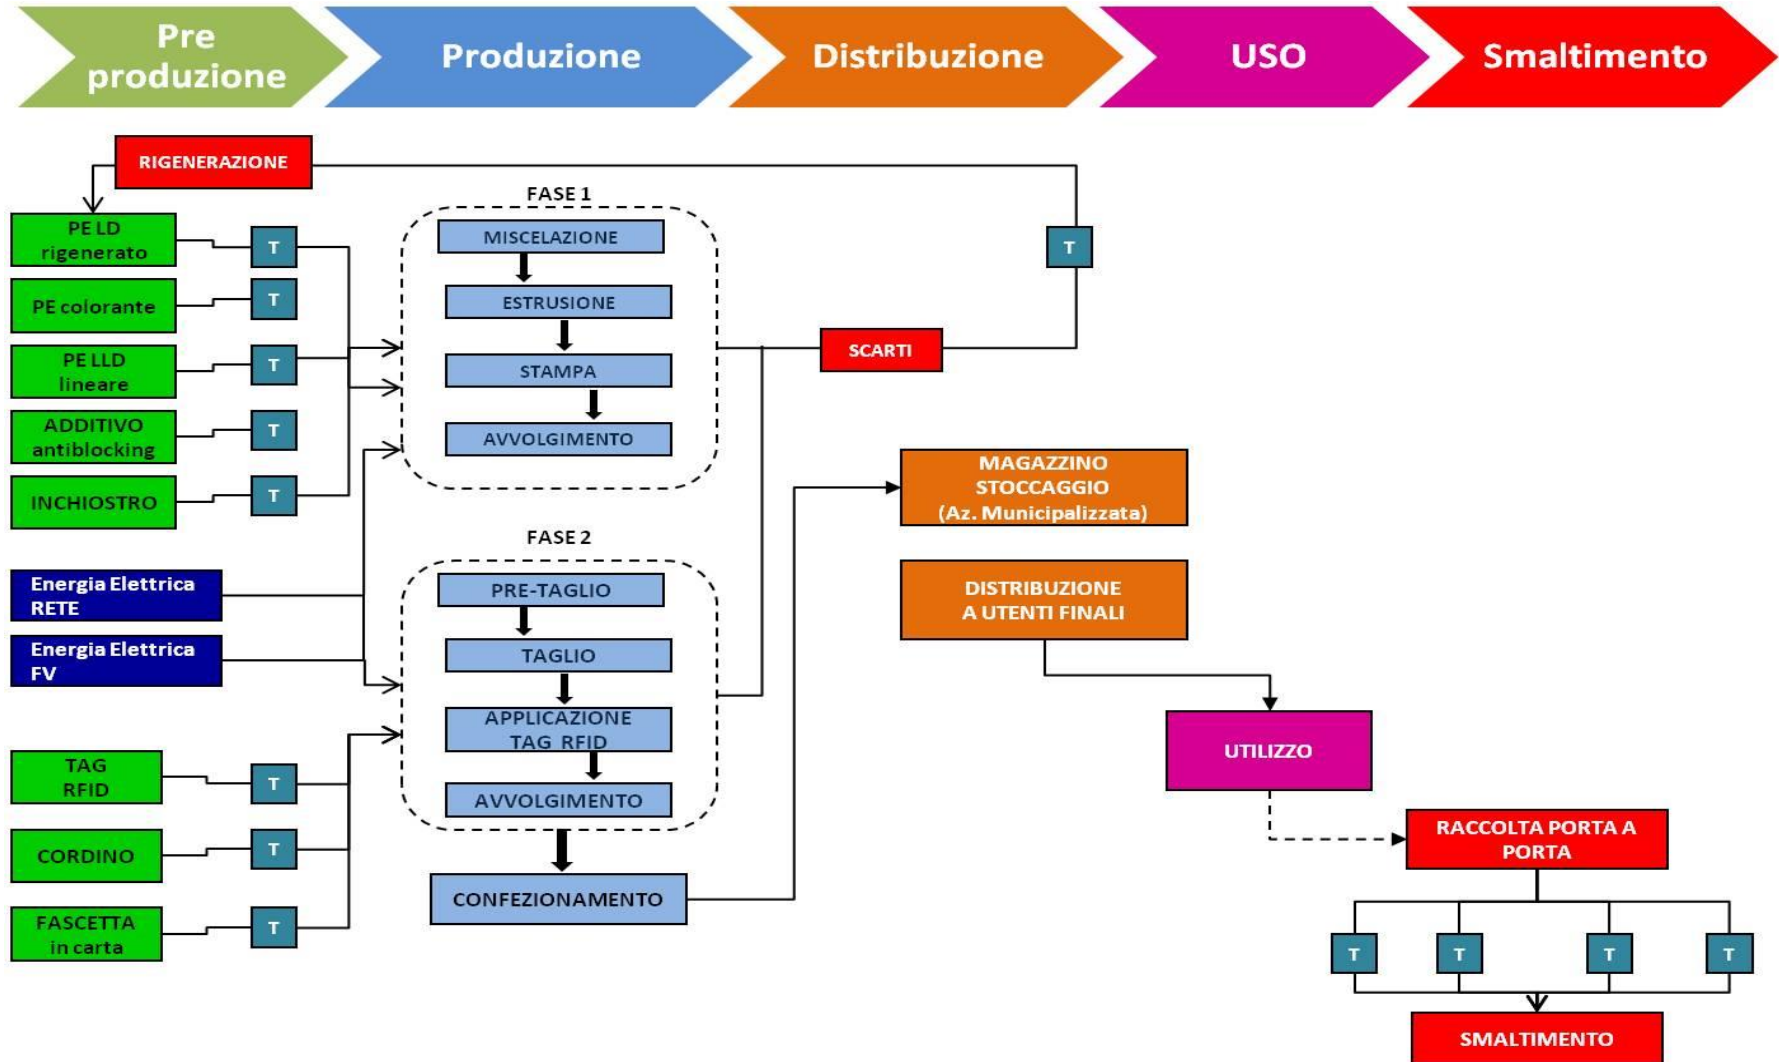 Pre
produzione
Produzione
Distribuzione
USO
Smaltimento
RIGENERAZIONE
PE LD
rigenerato
T
PE colorante
T
PE LLD
lineare
T
ADDITIVO
antiblocking
T
INCHIOSTRO
T
Energia Elettrica
RETE
Energia Elettrica
FV
TAG
RFID
T
CORDINO
T
FASCETTA
in carta
T
FASE 1
MISCELAZIONE
ESTRUSIONE
STAMPA
AVVOLGIMENTO
FASE 2
PRE-TAGLIO
TAGLIO
APPLICAZIONE
TAG RFID
AVVOLGIMENTO
CONFEZIONAMENTO
T
SCARTI
MAGAZZINO
STOCCAGGIO
(Az. Municipalizzata)
DISTRIBUZIONE
A UTENTI FINALI
UTILIZZO
RACCOLTA PORTA A
PORTA
T
T
T
T
SMALTIMENTO